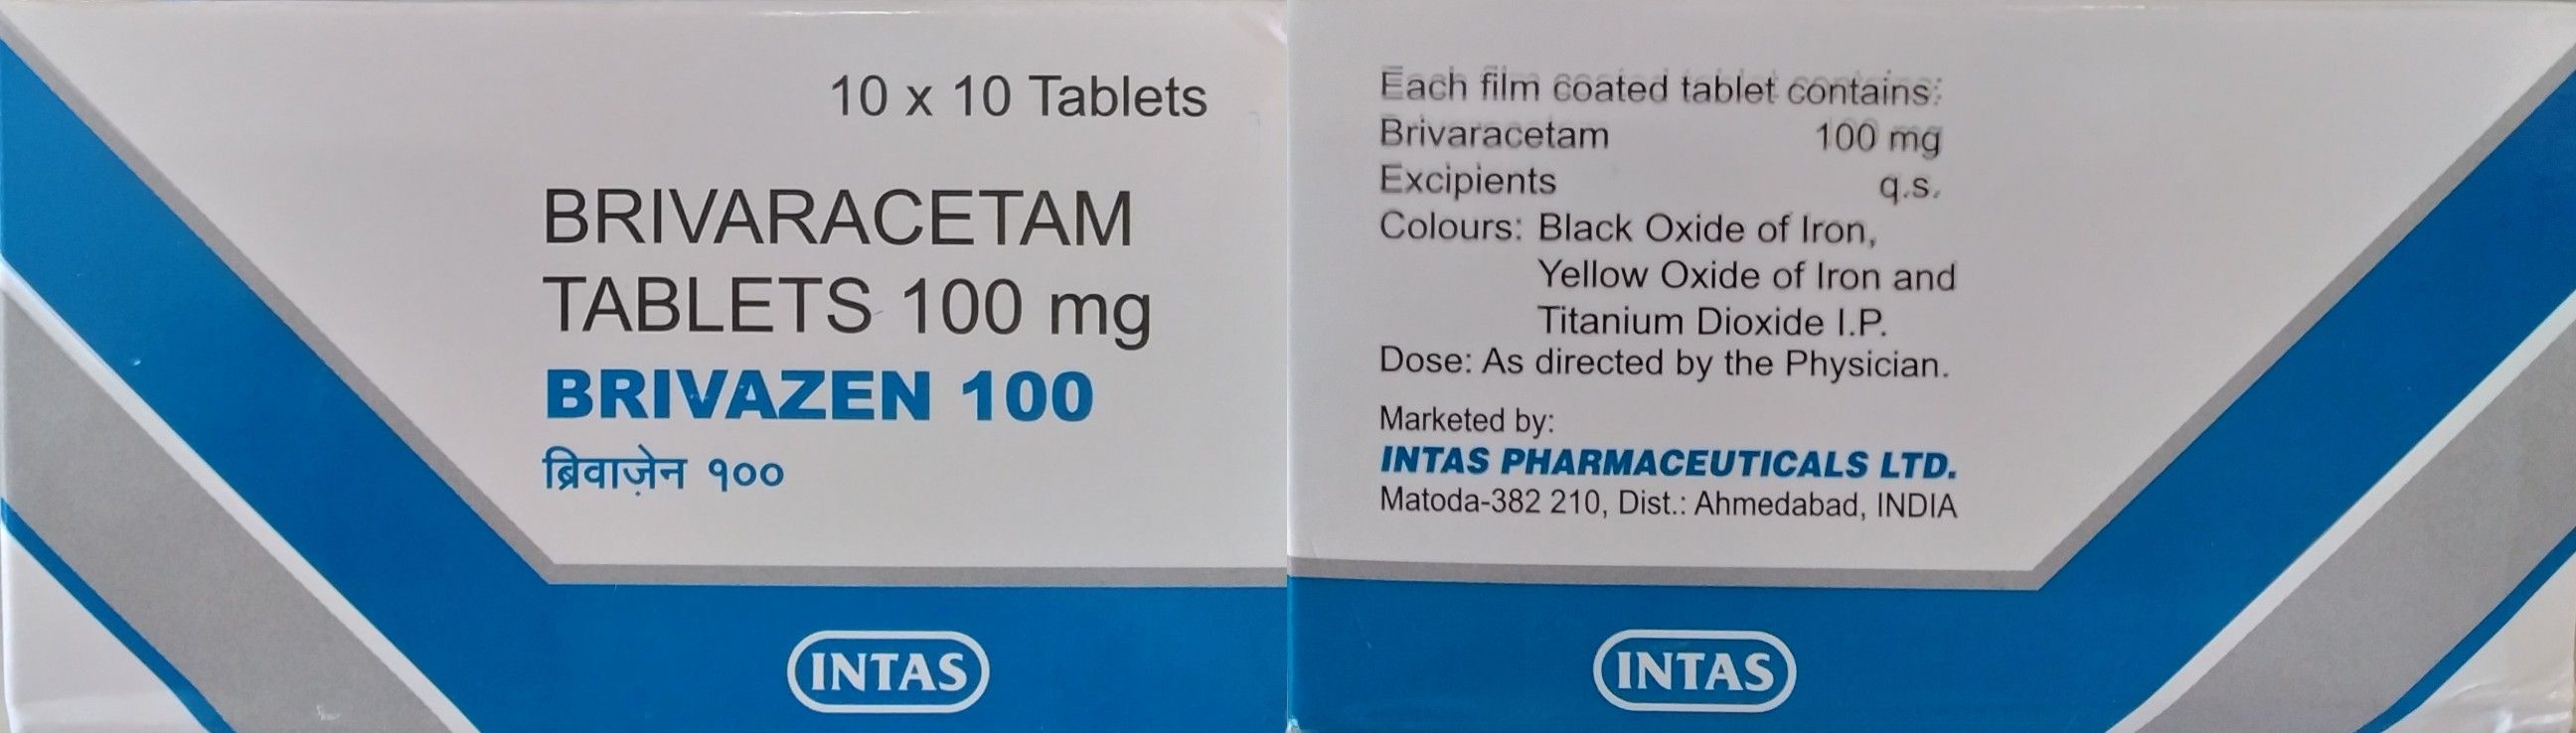 10 x 10 Tablets
BRIVARACETAM
TABLETS 100 mg
BRIVAZEN 100
ब्रिवाज़ेन १००
INTAS
Each film coated tablet contains:
Brivaracetam 100 mg
Excipients q.s.
Colours: Black Oxide of Iron,
Yellow Oxide of Iron and
Titanium Dioxide I.P.
Dose: As directed by the Physician.
Marketed by:
INTAS PHARMACEUTICALS LTD.
Matoda-382 210, Dist.: Ahmedabad, INDIA
INTAS